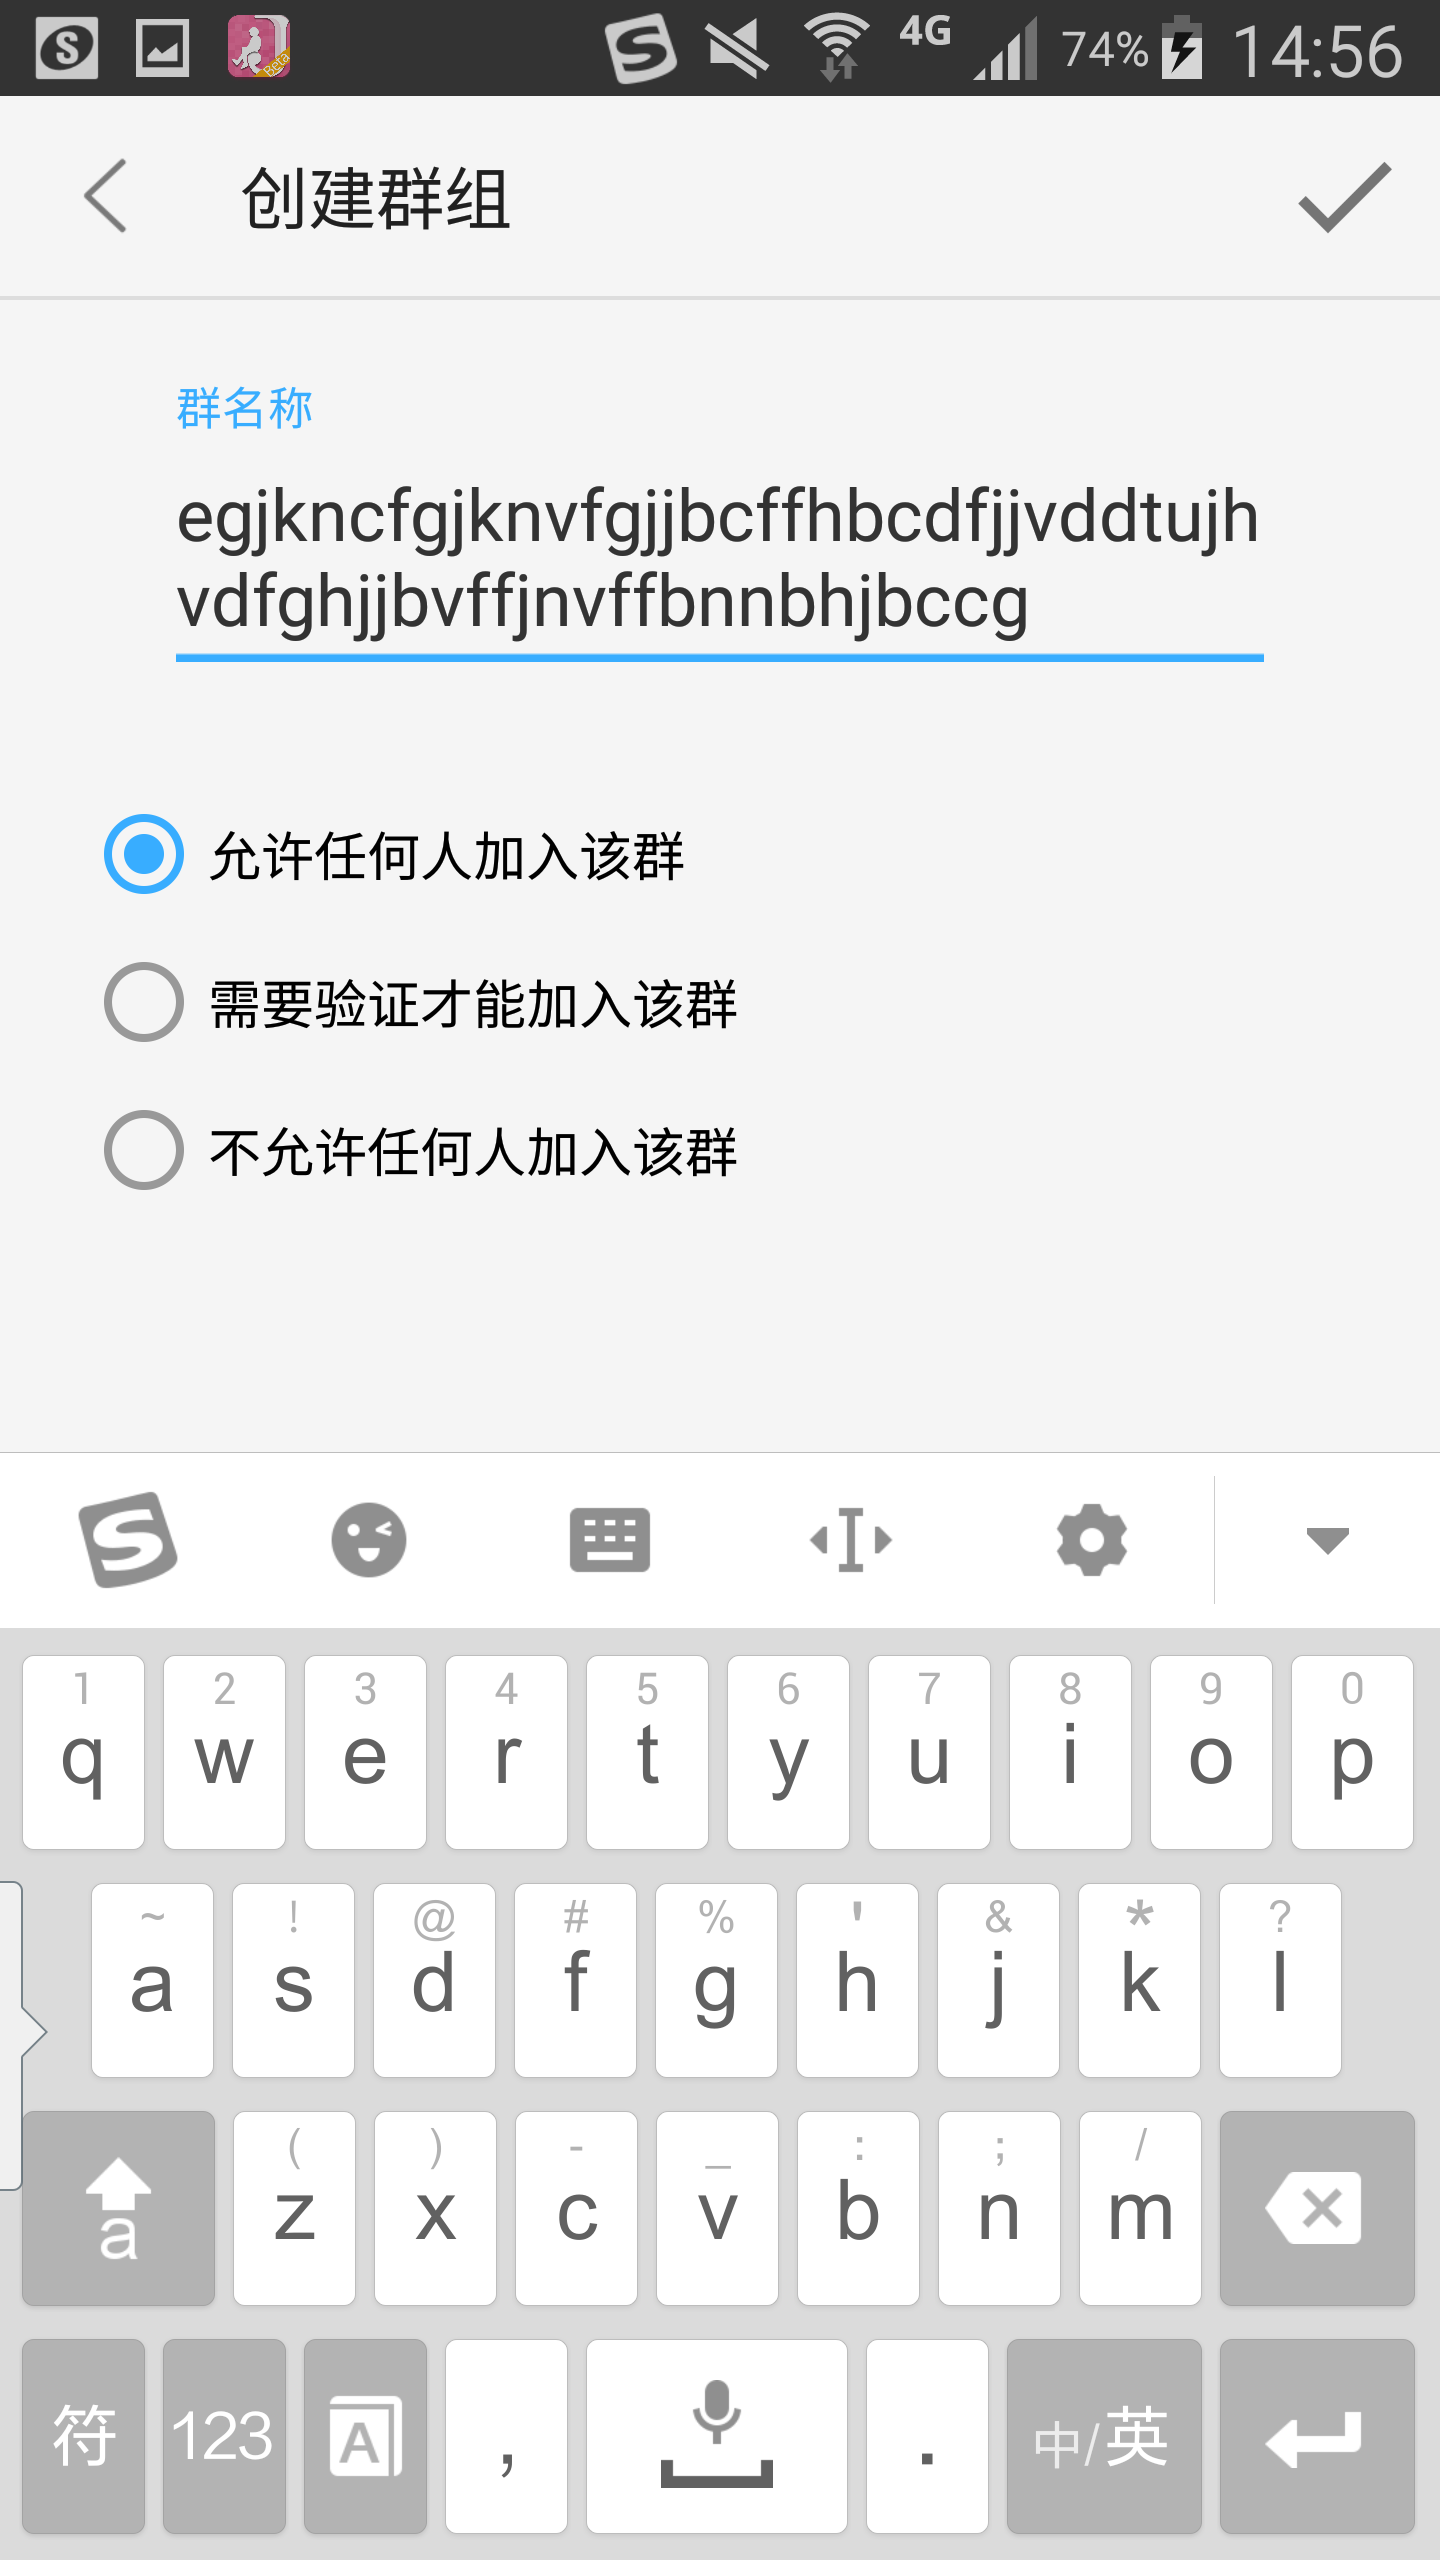 4G 74% 14:56
创建群组
群名称
egjkncfgjknvfgjjbcffhbcdfjjvddtujh
vdfghjjbvffjnvffbnnbhjbccg
允许任何人加入该群
需要验证才能加入该群
不允许任何人加入该群
1 2 3 4 5 6 7 8 9 0
q w e r t y u i o p
~ ! @ # % ' & * ?
a s d f g h j k l
( ) - _ : ; /
a z x c v b n m
符 123 A , . 中/英